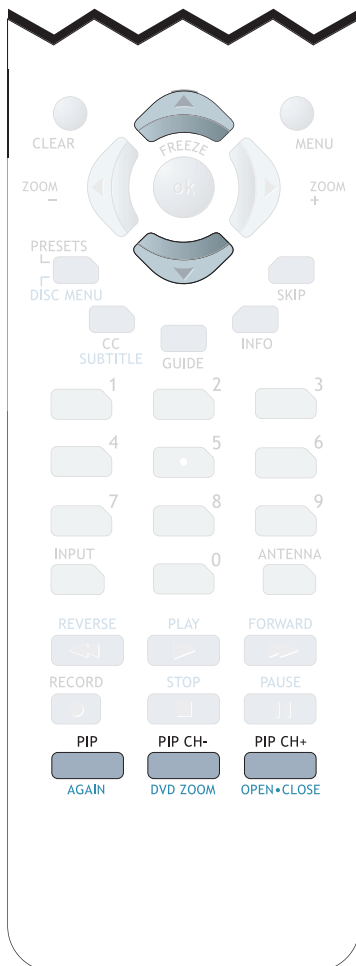 CLEAR
FREEZE
MENU
ZOOM
-
ok
ZOOM
+
PRESETS
DISC MENU
SKIP
CC
SUBTITLE
GUIDE
INFO
1 2 3
4 5 6
7 8 9
INPUT 0 ANTENNA
REVERSE PLAY FORWARD
RECORD STOP PAUSE
PIP PIP CH- PIP CH+
AGAIN DVD ZOOM OPEN•CLOSE